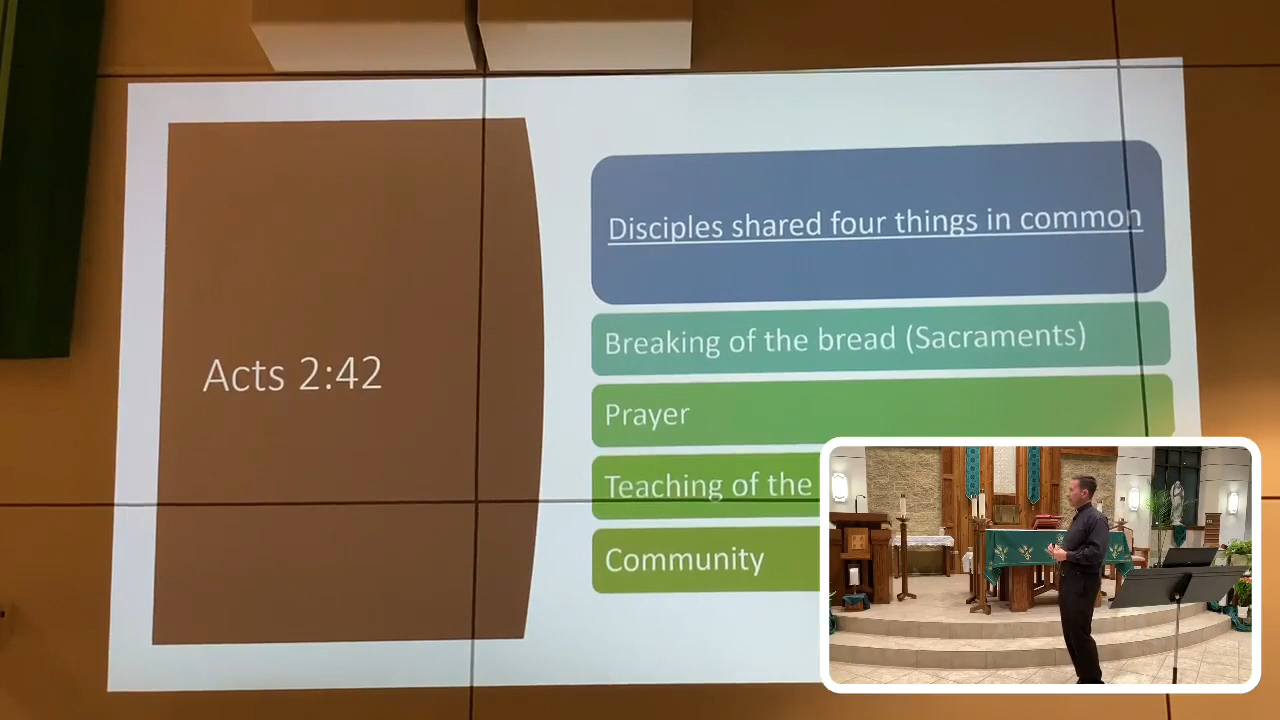 Acts 2:42
Disciples shared four things in common
Breaking of the bread (Sacraments)
Prayer
Teaching of the
Community